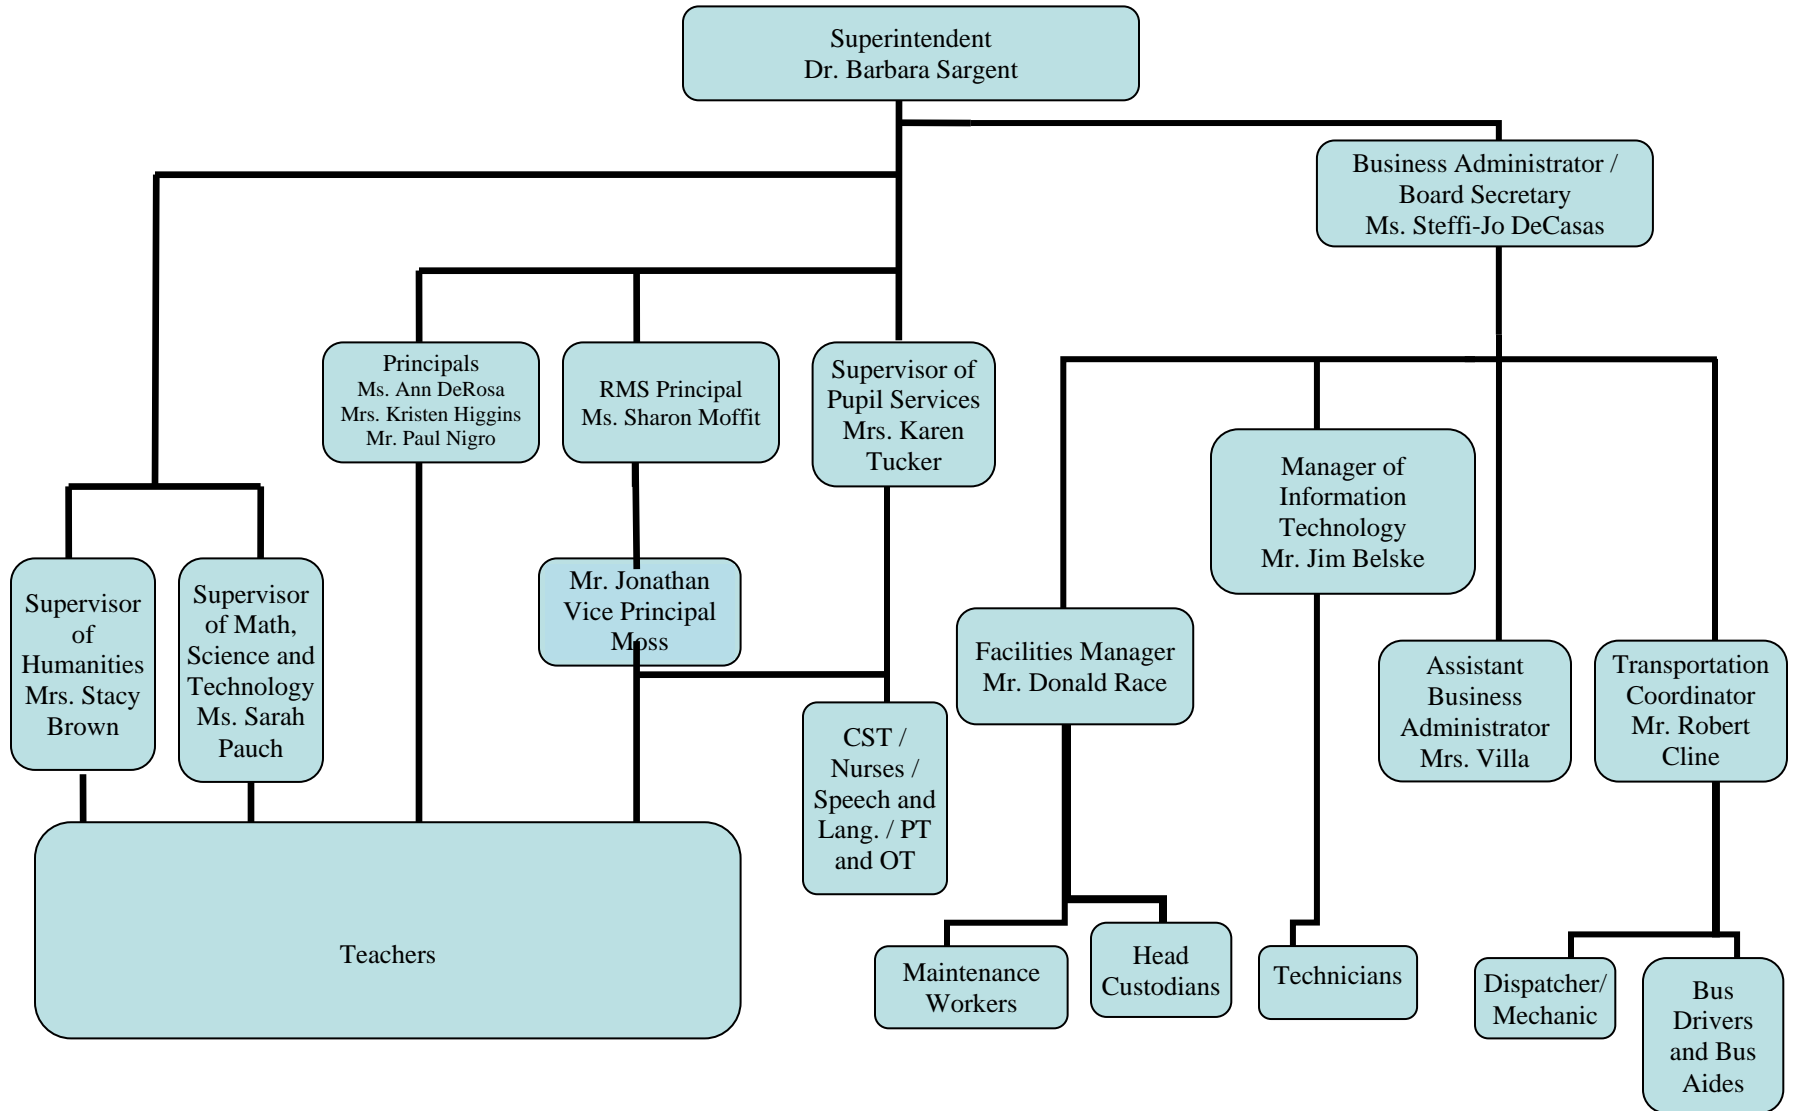 Superintendent
Dr. Barbara Sargent
Business Administrator /
Board Secretary
Ms. Steffi-Jo DeCasas
Principals
Ms. Ann DeRosa
Mrs. Kristen Higgins
Mr. Paul Nigro
RMS Principal
Ms. Sharon Moffit
Supervisor of
Pupil Services
Mrs. Karen
Tucker
Manager of
Information
Technology
Mr. Jim Belske
Supervisor
of
Humanities
Mrs. Stacy
Brown
Supervisor
of Math,
Science and
Technology
Ms. Sarah
Pauch
Mr. Jonathan
Vice Principal
Moss
Facilities Manager
Mr. Donald Race
Assistant
Business
Administrator
Mrs. Villa
Transportation
Coordinator
Mr. Robert
Cline
CST /
Nurses /
Speech and
Lang. / PT
and OT
Teachers
Maintenance
Workers
Head
Custodians
Technicians
Dispatcher/
Mechanic
Bus
Drivers
and Bus
Aides